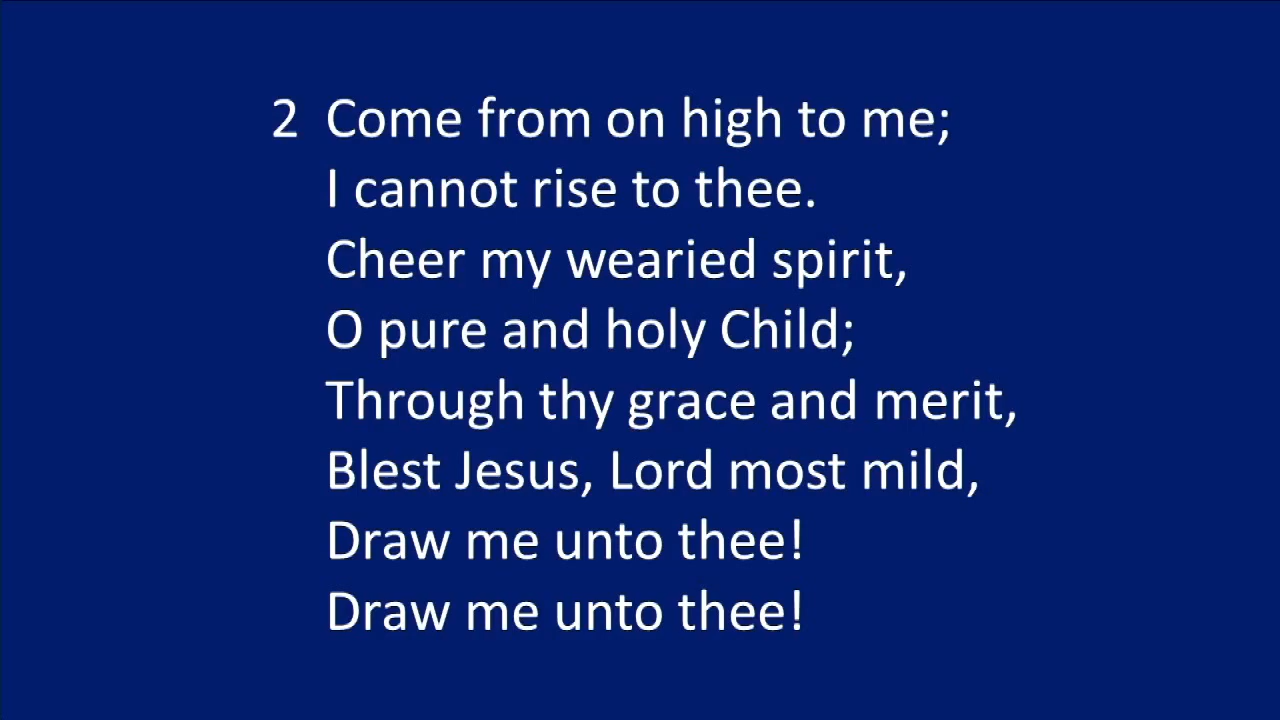 2 Come from on high to me;
I cannot rise to thee.
Cheer my wearied spirit,
O pure and holy Child;
Through thy grace and merit,
Blest Jesus, Lord most mild,
Draw me unto thee!
Draw me unto thee!